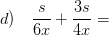 d) s/6x + 3s/4x =